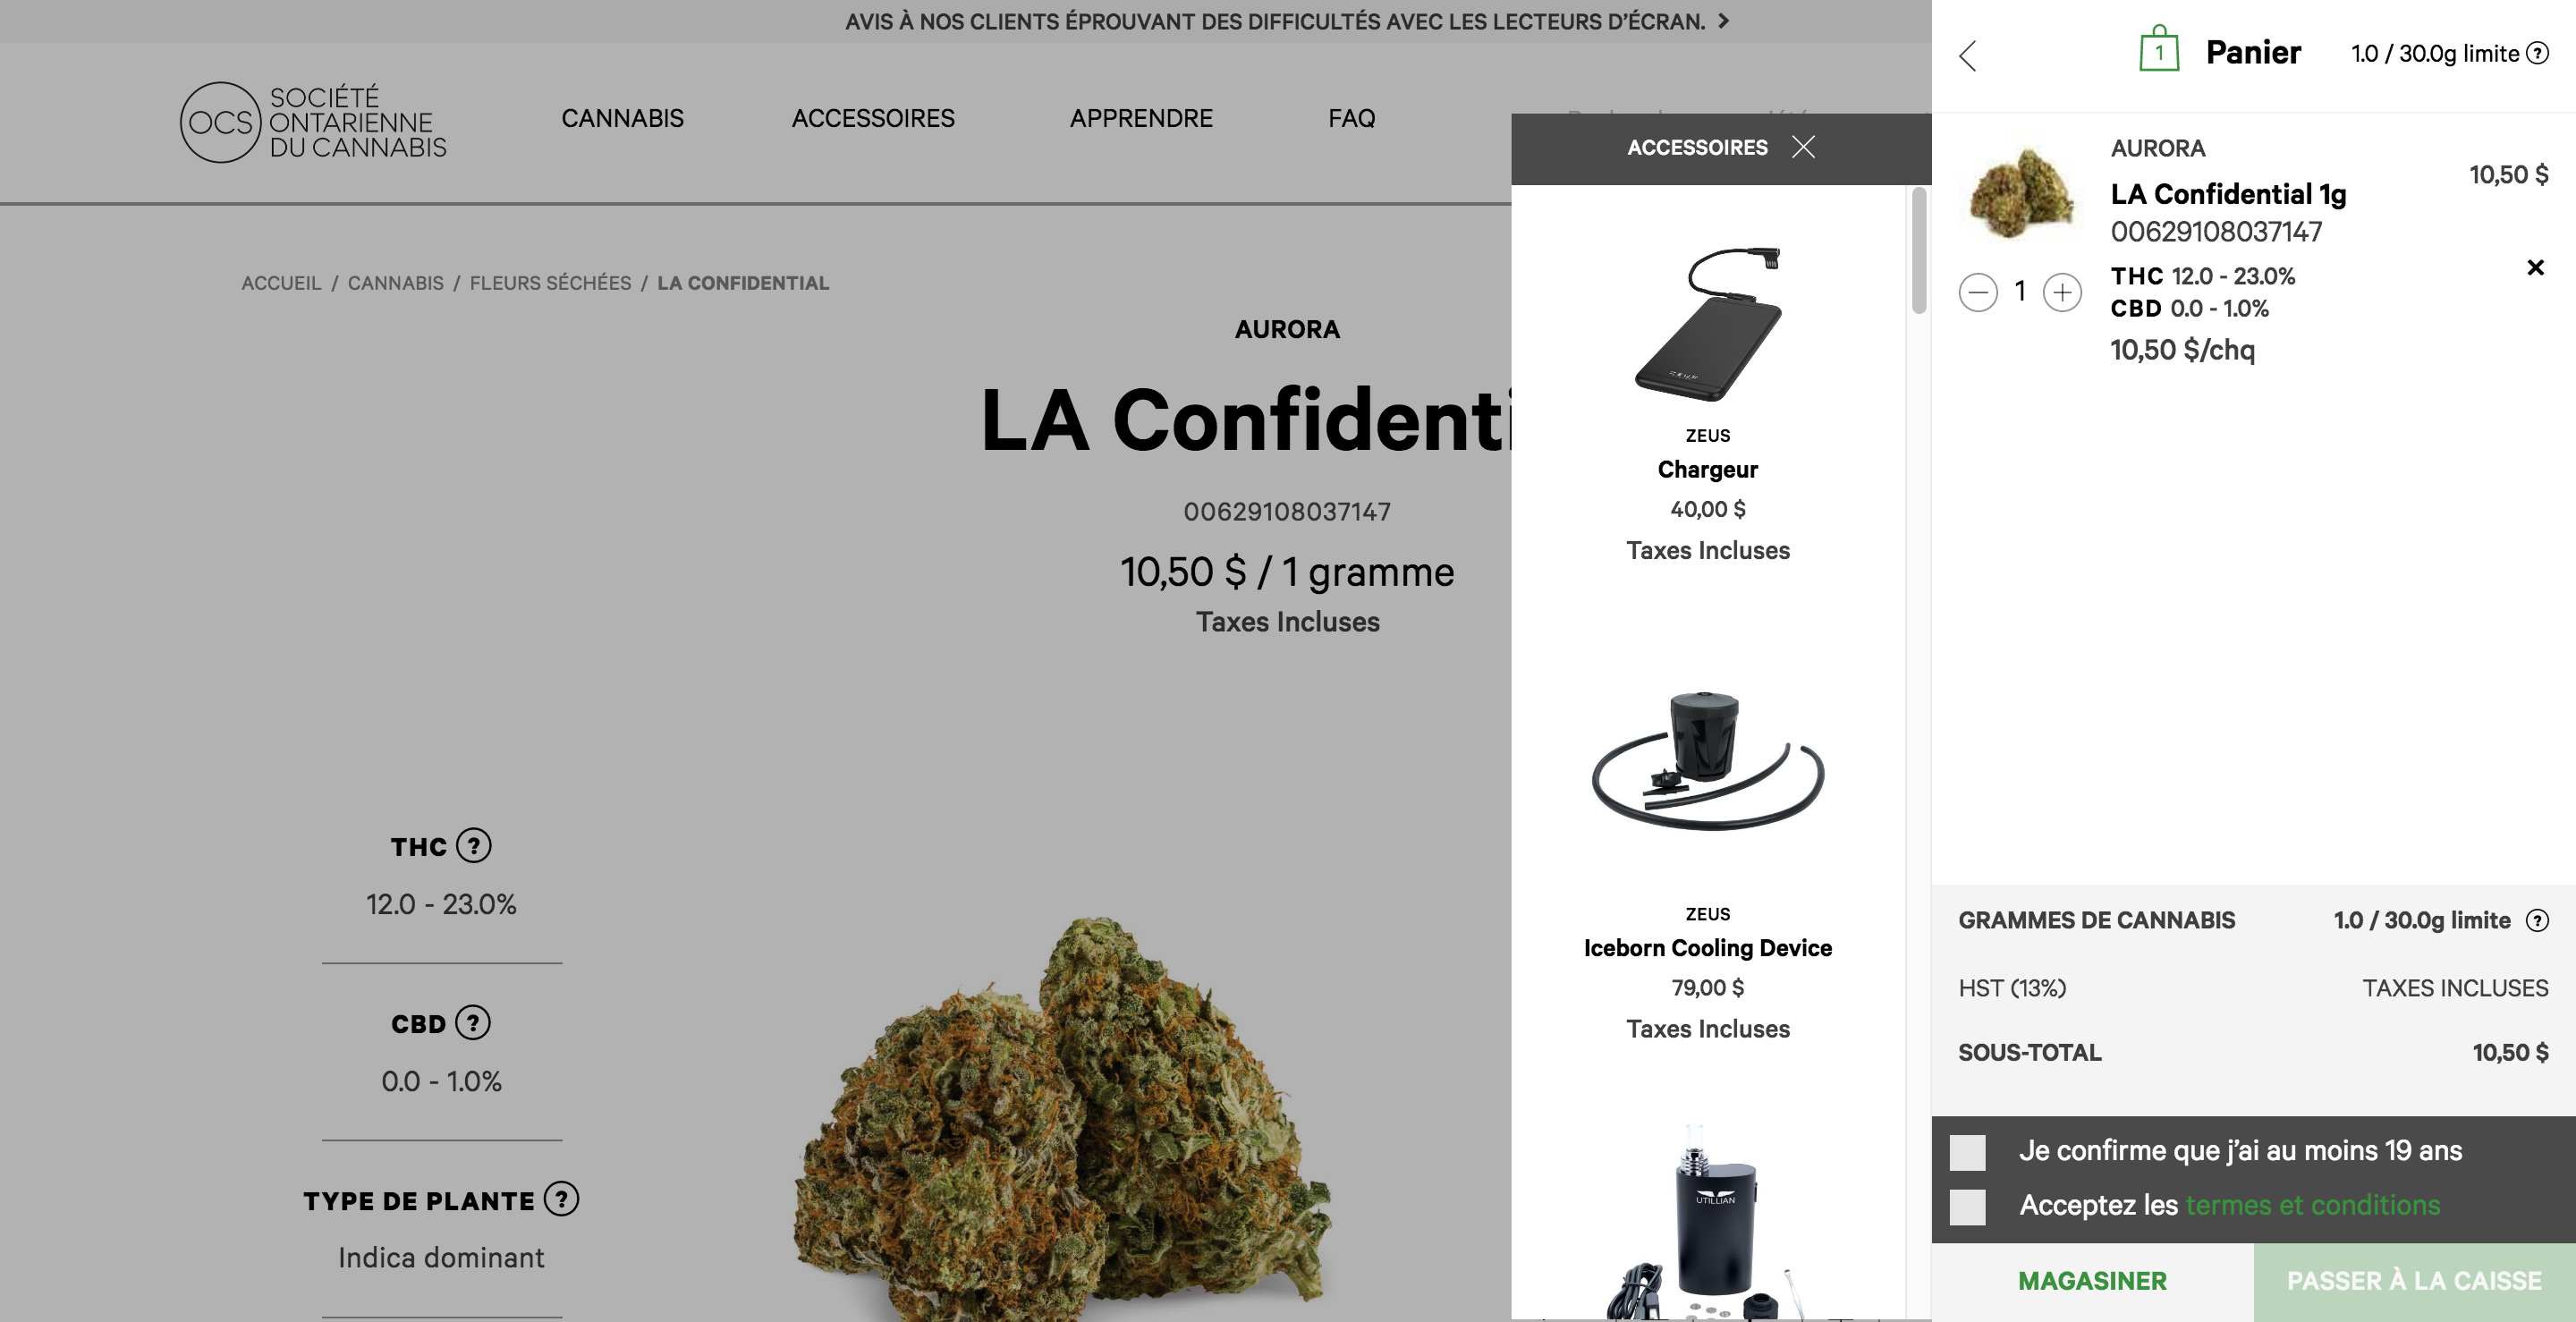 AVIS À NOS CLIENTS ÉPROUVANT DES DIFFICULTÉS AVEC LES LECTEURS D’ÉCRAN.
OCS
SOCIÉTÉ
ONTARIENNE
DU CANNABIS
CANNABIS
ACCESSOIRES
APPRENDRE
FAQ
ACCUEIL / CANNABIS / FLEURS SÉCHÉES / LA CONFIDENTIAL
AURORA
LA Confidenti
00629108037147
10,50 $ / 1 gramme
Taxes Incluses
THC ?
12.0 - 23.0%
CBD ?
0.0 - 1.0%
TYPE DE PLANTE ?
Indica dominant
ACCESSOIRES
ZEUS
Chargeur
40,00 $
Taxes Incluses
ZEUS
Iceborn Cooling Device
79,00 $
Taxes Incluses
UTILLIAN
1
Panier
1.0 / 30.0g limite ?
AURORA
LA Confidential 1g
10,50 $
00629108037147
1
THC 12.0 - 23.0%
CBD 0.0 - 1.0%
10,50 $/chq
GRAMMES DE CANNABIS 1.0 / 30.0g limite ?
HST (13%) TAXES INCLUSES
SOUS-TOTAL 10,50 $
Je confirme que j’ai au moins 19 ans
Acceptez les termes et conditions
MAGASINER
PASSER À LA CAISSE